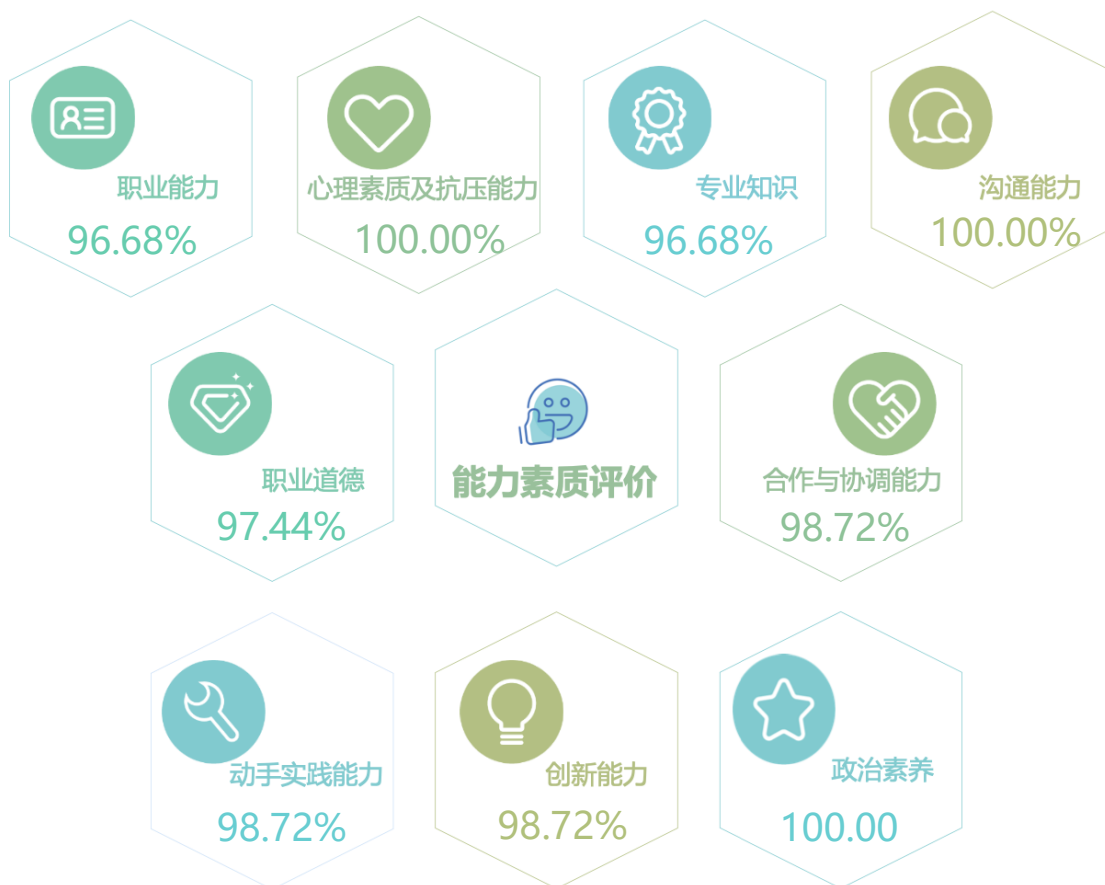 职业能力
96.68%
心理素质及抗压能力
100.00%
专业知识
96.68%
沟通能力
100.00%
职业道德
97.44%
能力素质评价
合作与协调能力
98.72%
动手实践能力
98.72%
创新能力
98.72%
政治素养
100.00